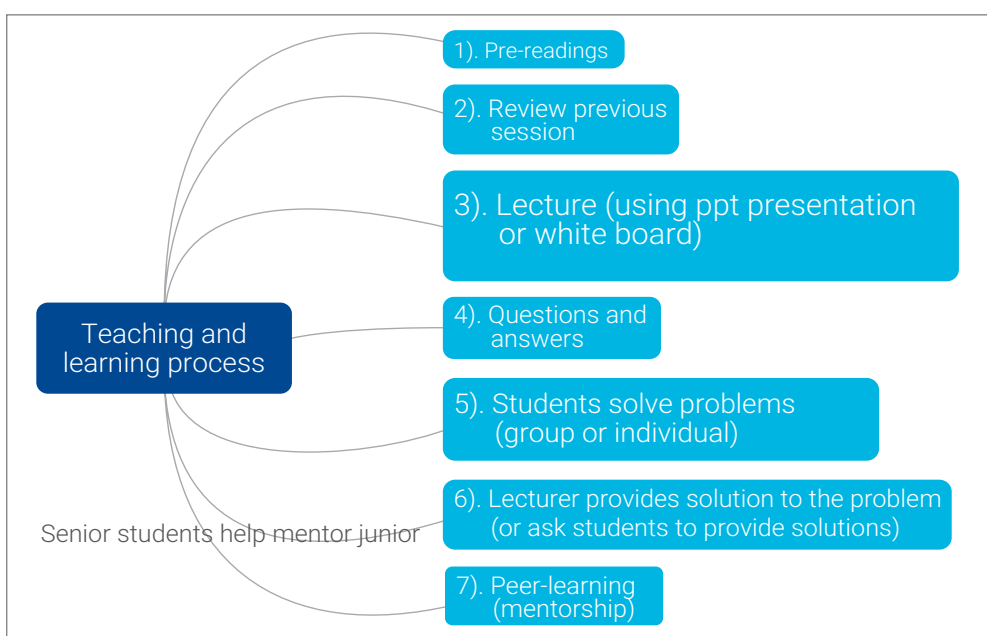 1). Pre-readings
2). Review previous
session
3). Lecture (using ppt presentation
or white board)
Teaching and
learning process
4). Questions and
answers
5). Students solve problems
(group or individual)
6). Lecturer provides solution to the problem
(or ask students to provide solutions)
Senior students help mentor junior
7). Peer-learning
(mentorship)